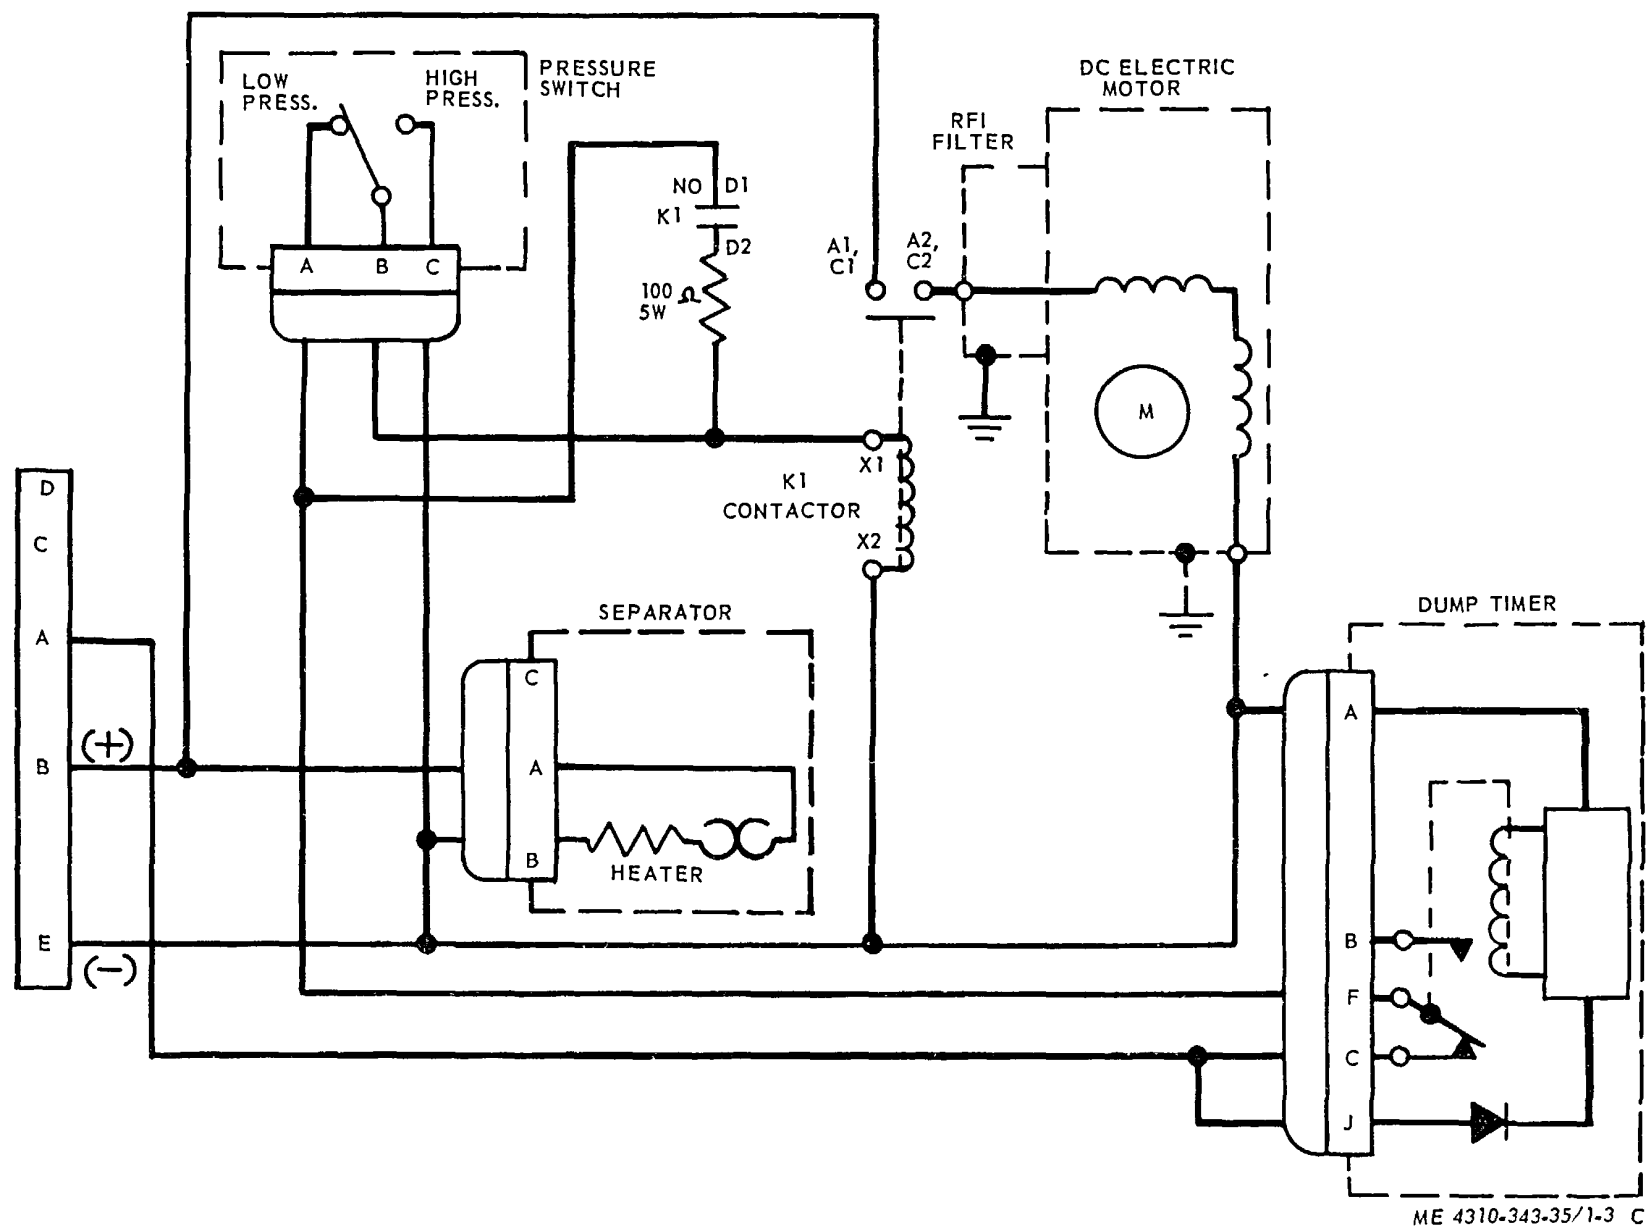 PRESSURE
SWITCH
LOW
PRESS.
HIGH
PRESS.
A B C
NO D1
K1
D2
100 Ω
5W
A1,
C1
A2,
C2
RFI
FILTER
DC ELECTRIC
MOTOR
M
X1
K1
CONTACTOR
X2
D
C
A
B
(+)
E
(−)
SEPARATOR
C
A
B
HEATER
DUMP TIMER
A
B
F
C
J
ME 4310-343-35/1-3 C